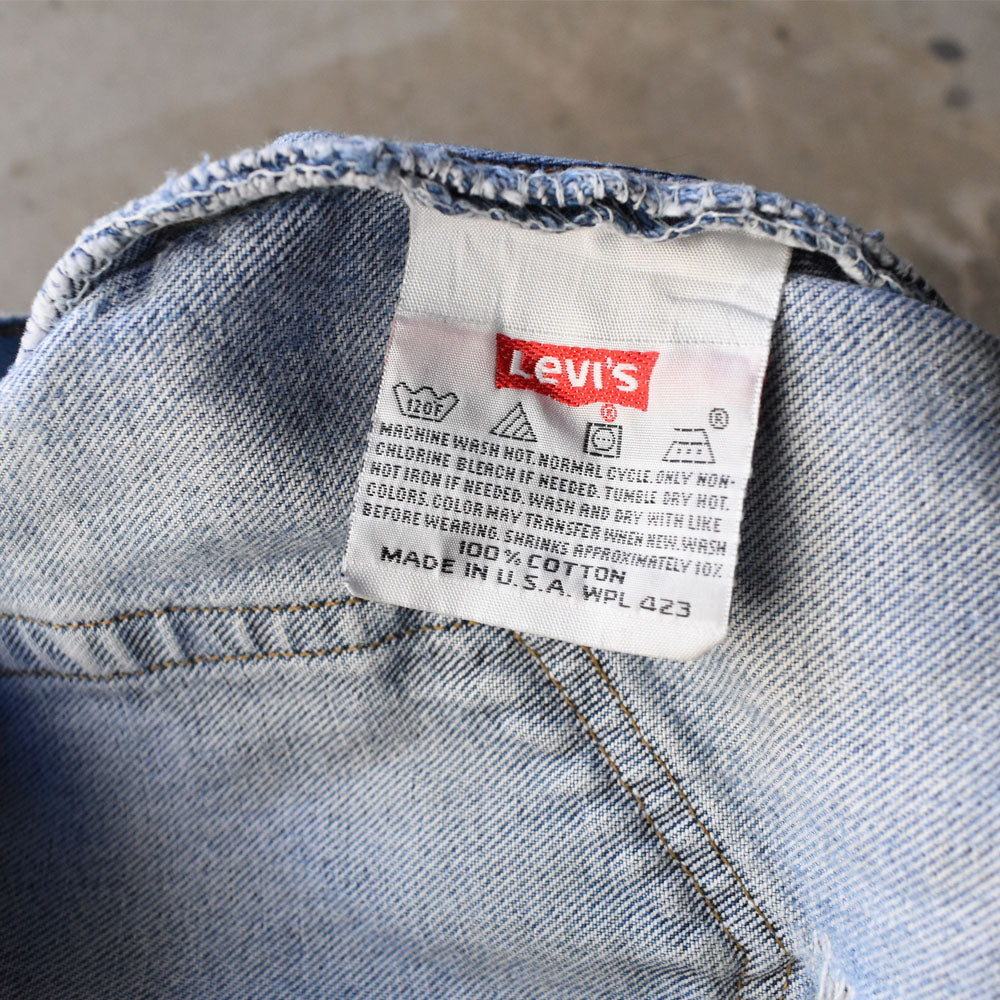 LEVI'S
®
120F
®
MACHINE WASH HOT, NORMAL CYCLE. ONLY NON-
CHLORINE BLEACH IF NEEDED. TUMBLE DRY HOT.
HOT IRON IF NEEDED. WASH AND DRY WITH LIKE
COLORS. COLOR MAY TRANSFER WHEN NEW. WASH
BEFORE WEARING. SHRINKS APPROXIMATELY 10%
100% COTTON
MADE IN U.S.A. WPL 423